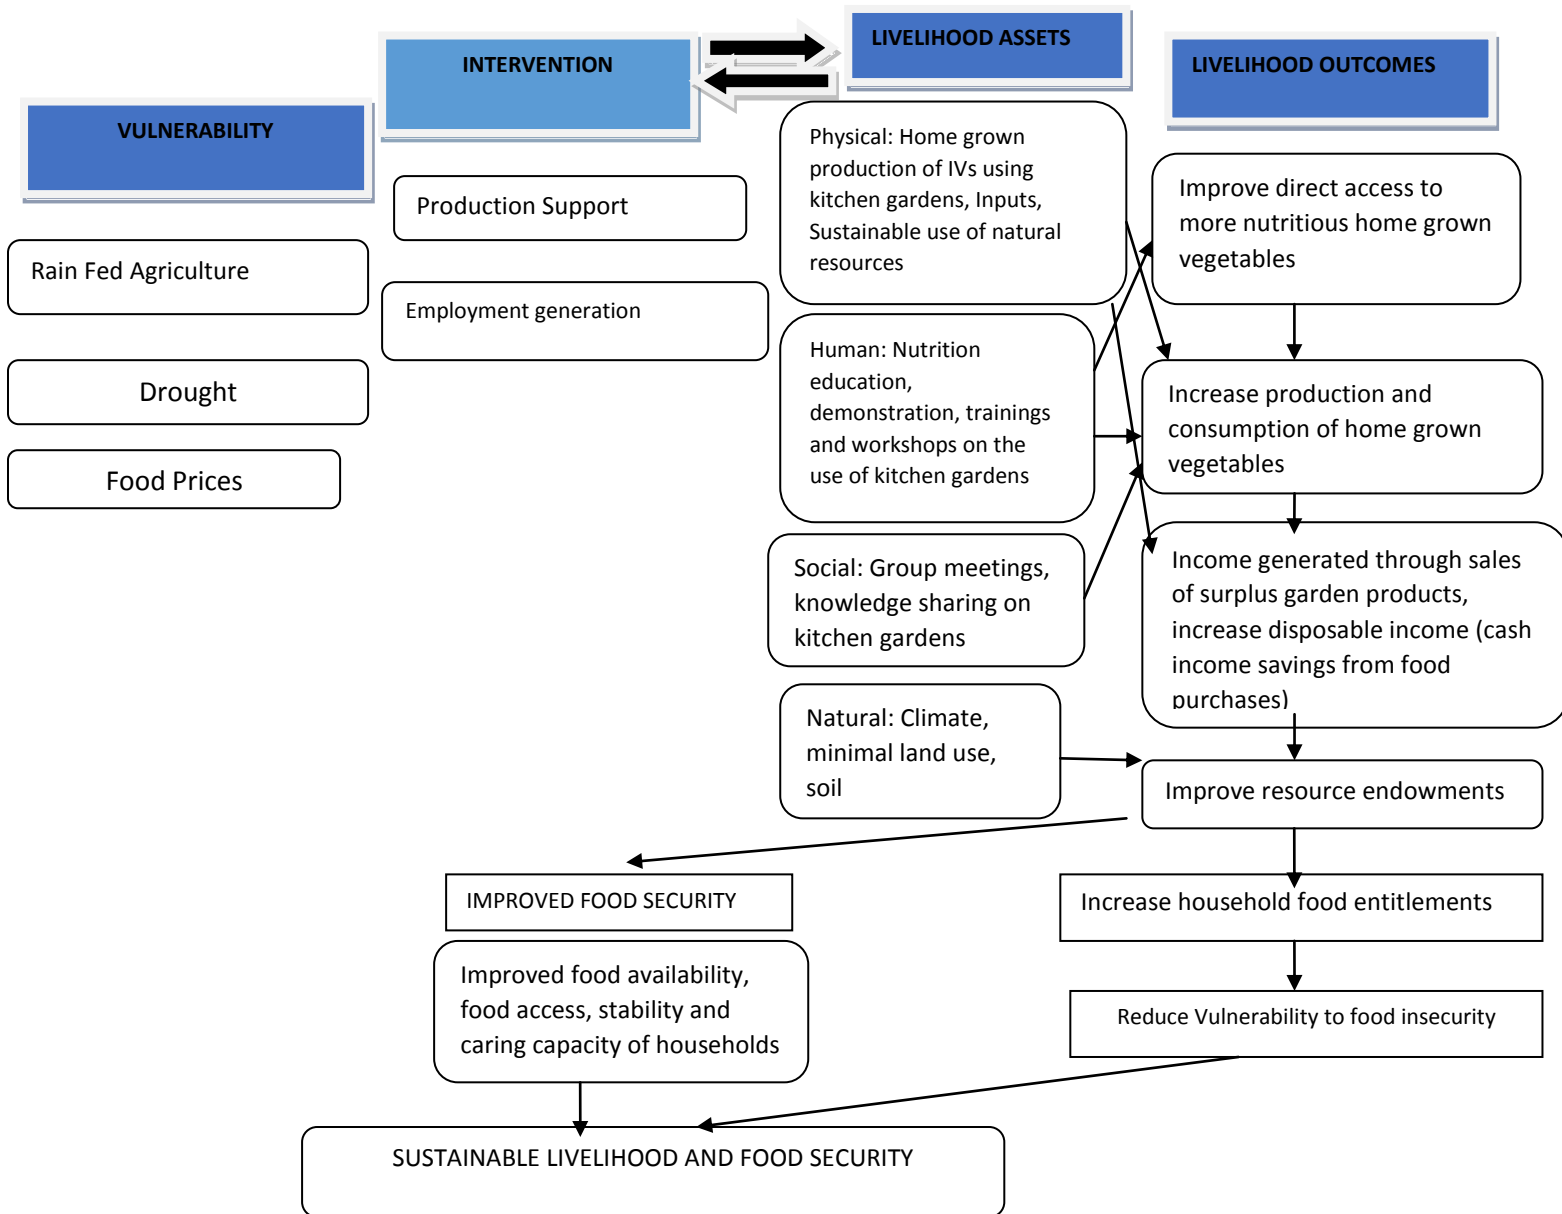 VULNERABILITY
Rain Fed Agriculture
Drought
Food Prices
INTERVENTION
Production Support
Employment generation
LIVELIHOOD ASSETS
Physical: Home grown
production of IVs using
kitchen gardens, Inputs,
Sustainable use of natural
resources
Human: Nutrition
education,
demonstration, trainings
and workshops on the
use of kitchen gardens
Social: Group meetings,
knowledge sharing on
kitchen gardens
Natural: Climate,
minimal land use,
soil
LIVELIHOOD OUTCOMES
Improve direct access to
more nutritious home grown
vegetables
Increase production and
consumption of home grown
vegetables
Income generated through sales
of surplus garden products,
increase disposable income (cash
income savings from food
purchases)
Improve resource endowments
Increase household food entitlements
Reduce Vulnerability to food insecurity
IMPROVED FOOD SECURITY
Improved food availability,
food access, stability and
caring capacity of households
SUSTAINABLE LIVELIHOOD AND FOOD SECURITY